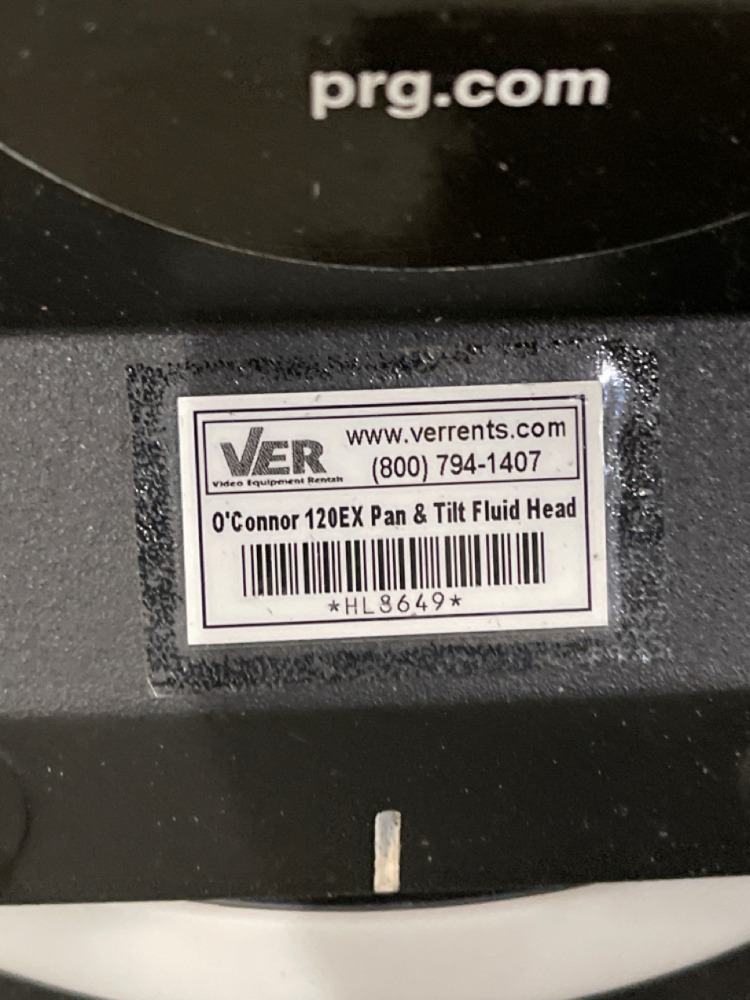 prg.com
VER
Video Equipment Rentals
www.verrents.com
(800) 794-1407
O'Connor 120EX Pan & Tilt Fluid Head
*HL8649*